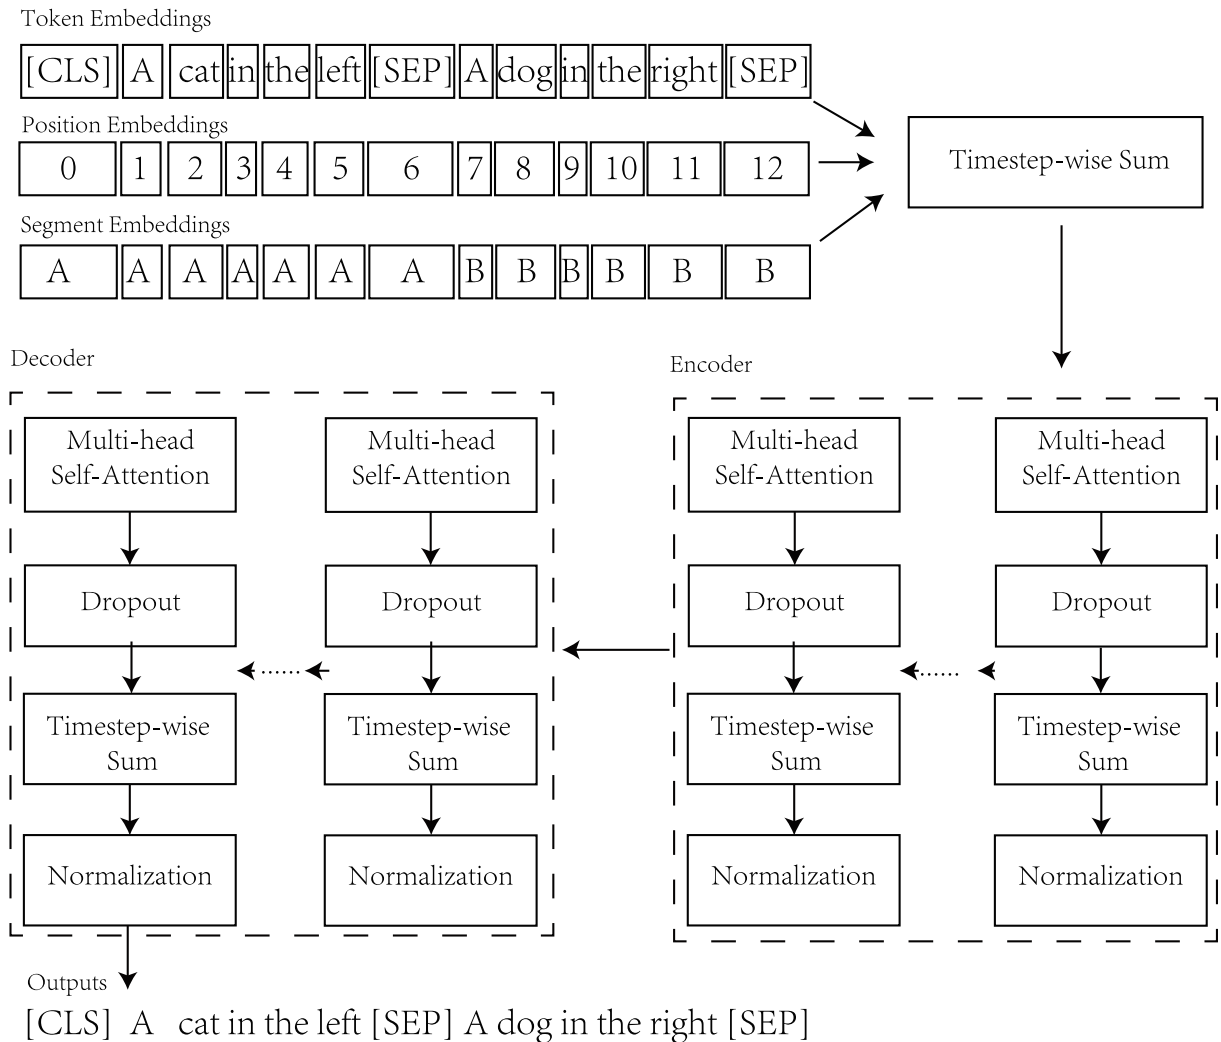 Token Embeddings
[CLS] A cat in the left [SEP] A dog in the right [SEP]
Position Embeddings
0 1 2 3 4 5 6 7 8 9 10 11 12
Timestep-wise Sum
Segment Embeddings
A A A A A A A B B B B B B
Decoder
Encoder
Multi-head
Self-Attention
Multi-head
Self-Attention
Multi-head
Self-Attention
Multi-head
Self-Attention
Dropout
Dropout
Dropout
Dropout
......
......
Timestep-wise
Sum
Timestep-wise
Sum
Timestep-wise
Sum
Timestep-wise
Sum
Normalization
Normalization
Normalization
Normalization
Outputs
[CLS] A cat in the left [SEP] A dog in the right [SEP]